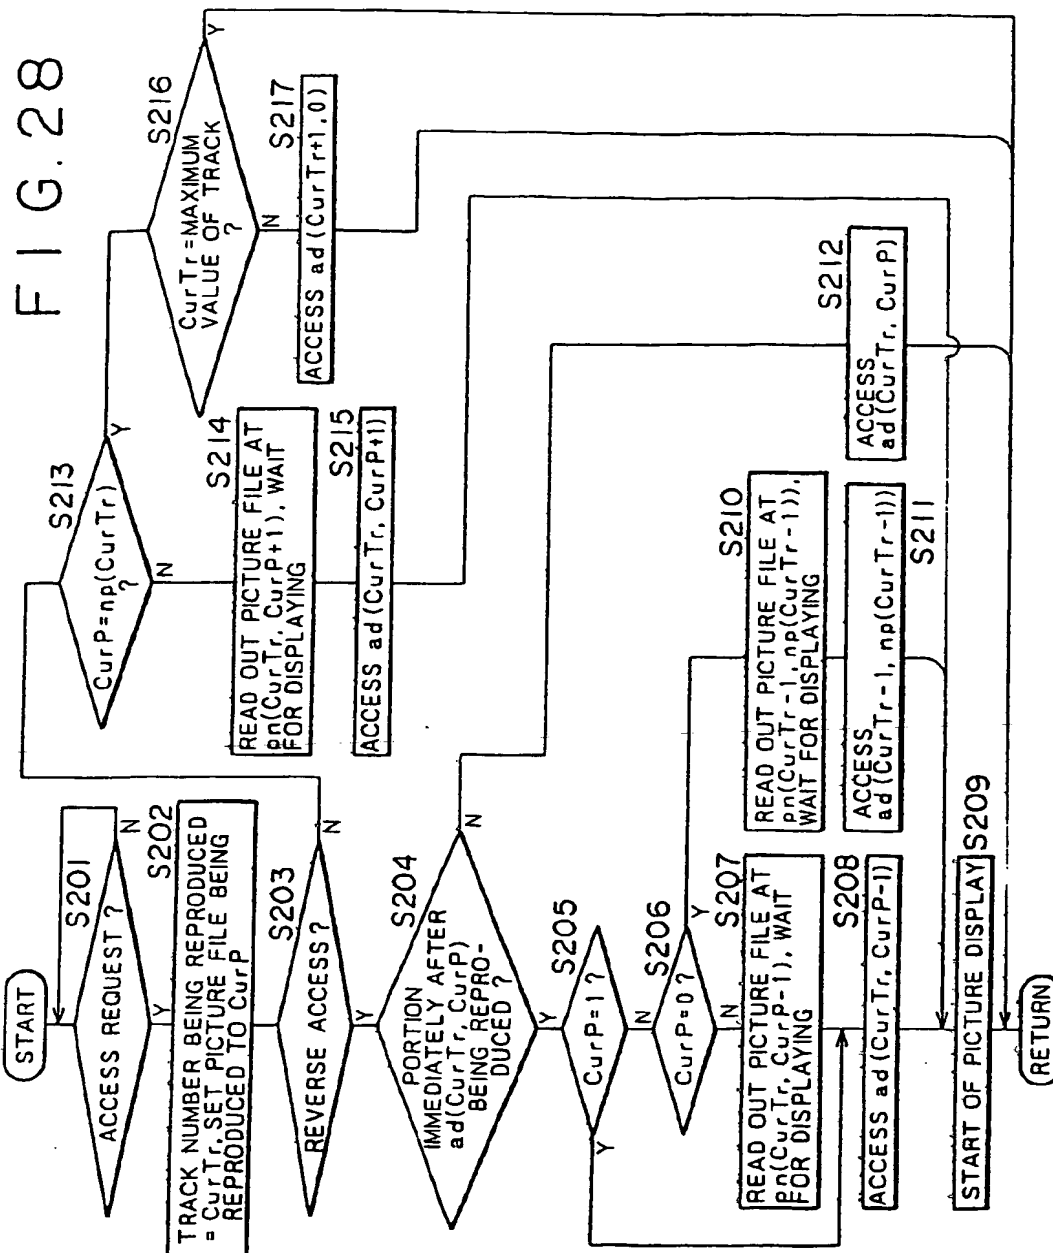 FIG. 28
START
S201
ACCESS REQUEST ?
N
Y
S202
TRACK NUMBER BEING REPRODUCED
= CurTr, SET PICTURE FILE BEING
REPRODUCED TO CurP
S203
REVERSE ACCESS ?
N
Y
S204
PORTION
IMMEDIATELY AFTER
ad(CurTr, CurP)
BEING REPRO-
DUCED ?
N
Y
S205
CurP=1 ?
Y
N
S206
CurP=0 ?
Y
N
S207
READ OUT PICTURE FILE AT
pn(CurTr, CurP-1), WAIT
FOR DISPLAYING
S208
ACCESS ad(CurTr, CurP-1)
START OF PICTURE DISPLAY
S209
RETURN
S210
READ OUT PICTURE FILE AT
pn(CurTr-1, np(CurTr-1)),
WAIT FOR DISPLAYING
ACCESS
ad(CurTr-1, np(CurTr-1))
S211
S212
ACCESS
ad(CurTr, CurP)
S213
CurP=np(CurTr)
?
Y
N
S214
READ OUT PICTURE FILE AT
pn(CurTr, CurP+1), WAIT
FOR DISPLAYING
S215
ACCESS ad(CurTr, CurP+1)
S216
CurTr=MAXIMUM
VALUE OF TRACK
?
Y
N
S217
ACCESS ad(CurTr+1,0)